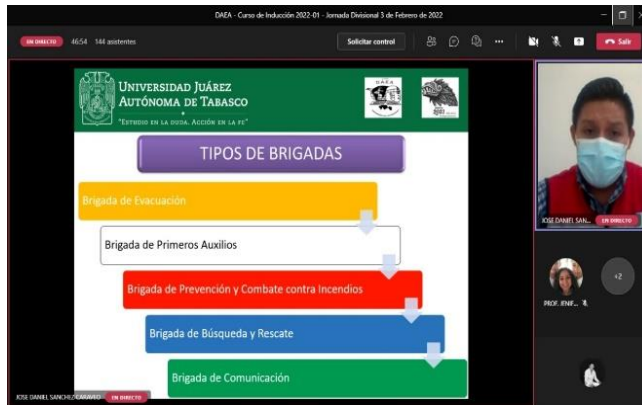 DAEA - Curso de Inducción 2022-01 - Jornada Divisional 3 de Febrero de 2022
EN DIRECTO 46:54 144 asistentes Solicitar control Salir
UNIVERSIDAD JUÁREZ
AUTÓNOMA DE TABASCO
"ESTUDIO EN LA DUDA. ACCIÓN EN LA FE"
DAEA
TIPOS DE BRIGADAS
Brigada de Evacuación
Brigada de Primeros Auxilios
Brigada de Prevención y Combate contra Incendios
Brigada de Búsqueda y Rescate
Brigada de Comunicación
JOSE DANIEL SANCHEZ CARAVEO EN DIRECTO
JOSE DANIEL SAN... EN DIRECTO
PROF. JENIF...
+2